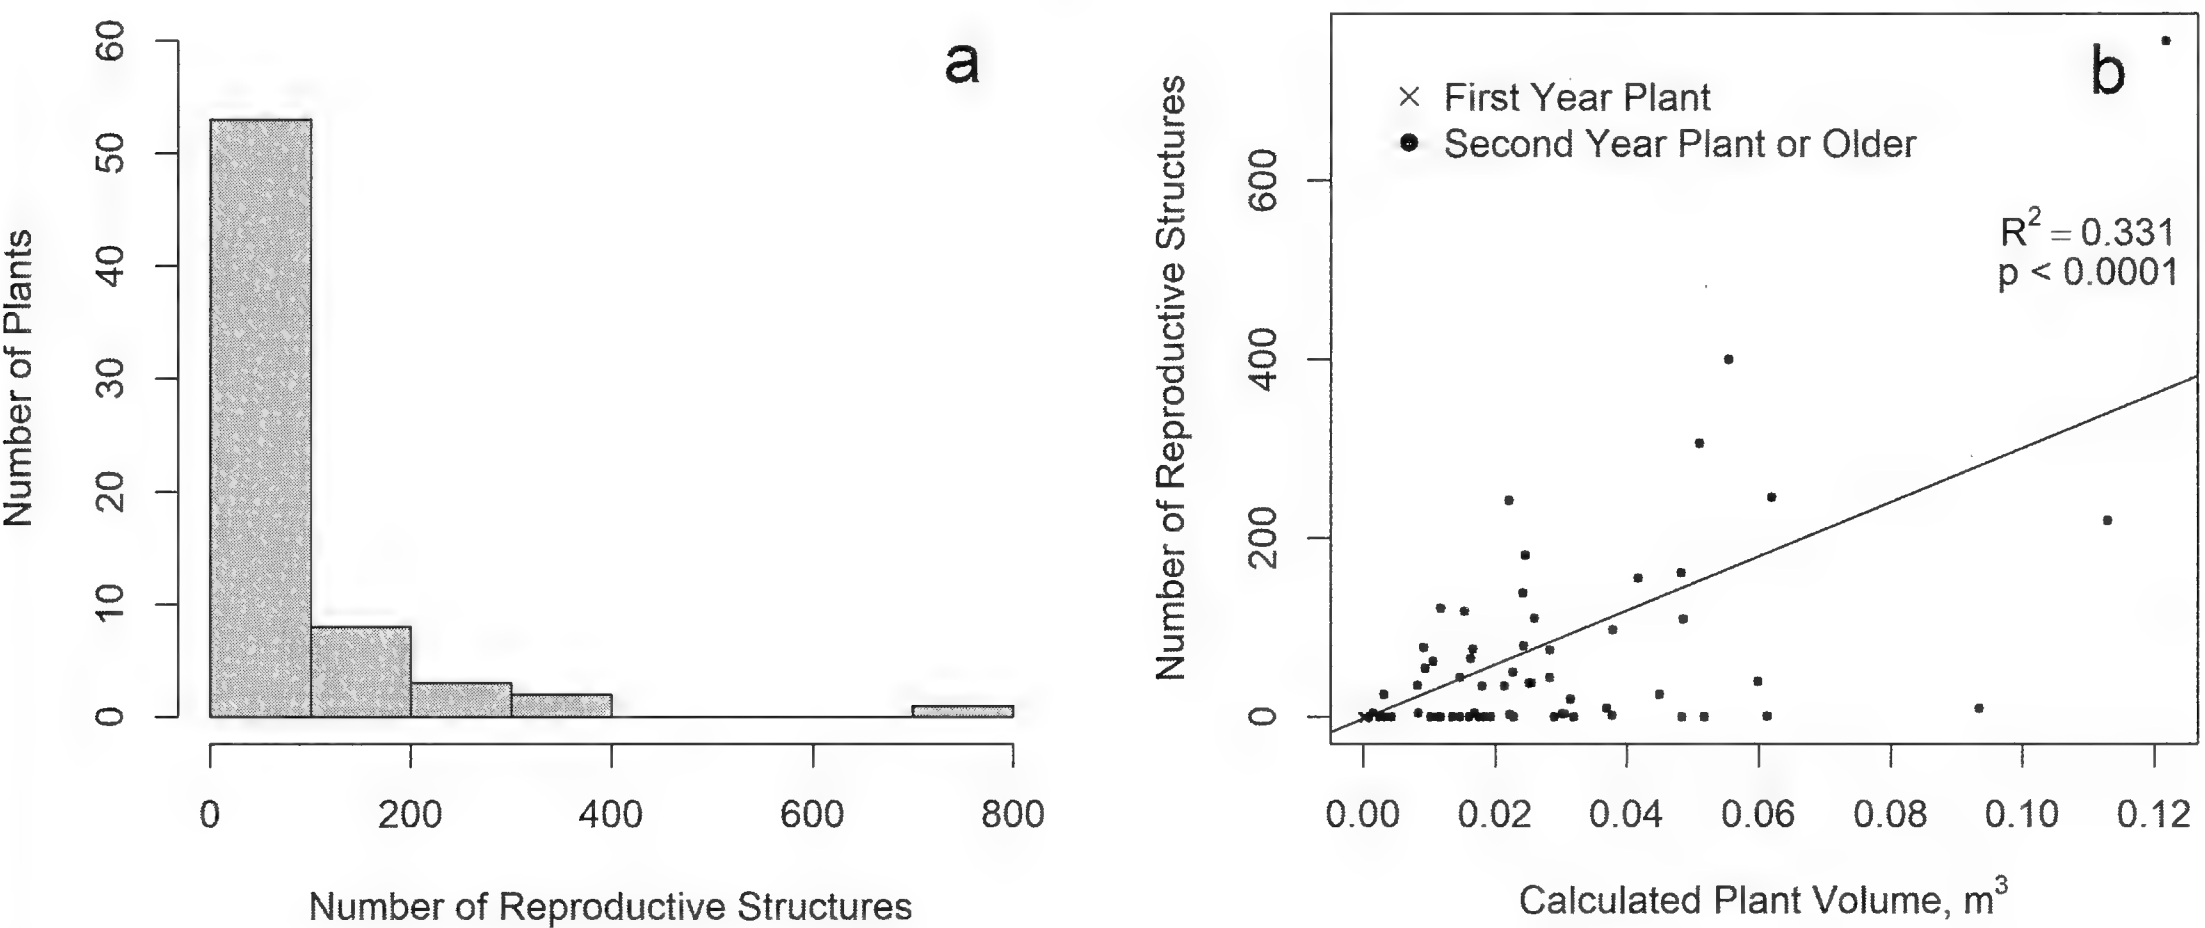 a
60
50
40
30
20
10
0
Number of Plants
0 200 400 600 800
Number of Reproductive Structures
b
× First Year Plant
● Second Year Plant or Older
R² = 0.331
p < 0.0001
600
400
200
0
Number of Reproductive Structures
0.00 0.02 0.04 0.06 0.08 0.10 0.12
Calculated Plant Volume, m³